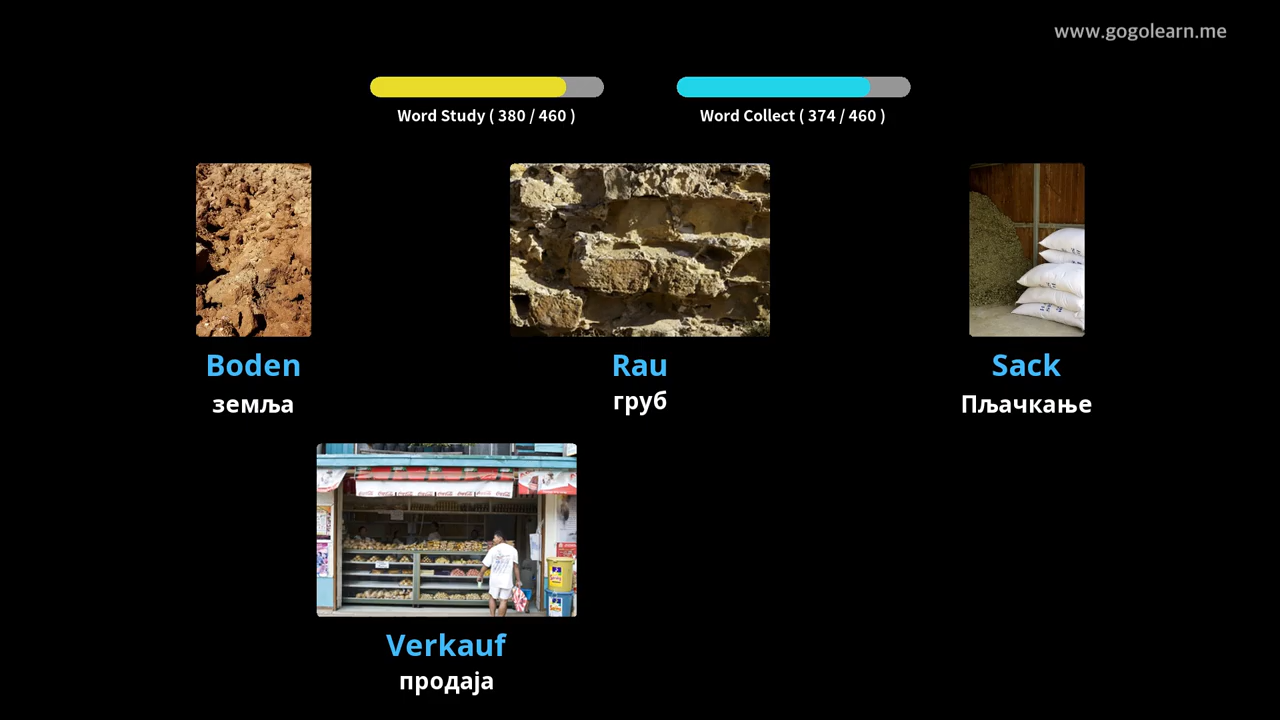 www.gogolearn.me
Word Study ( 380 / 460 )
Word Collect ( 374 / 460 )
Boden
земља
Rau
груб
Sack
Пљачкање
Verkauf
продаја